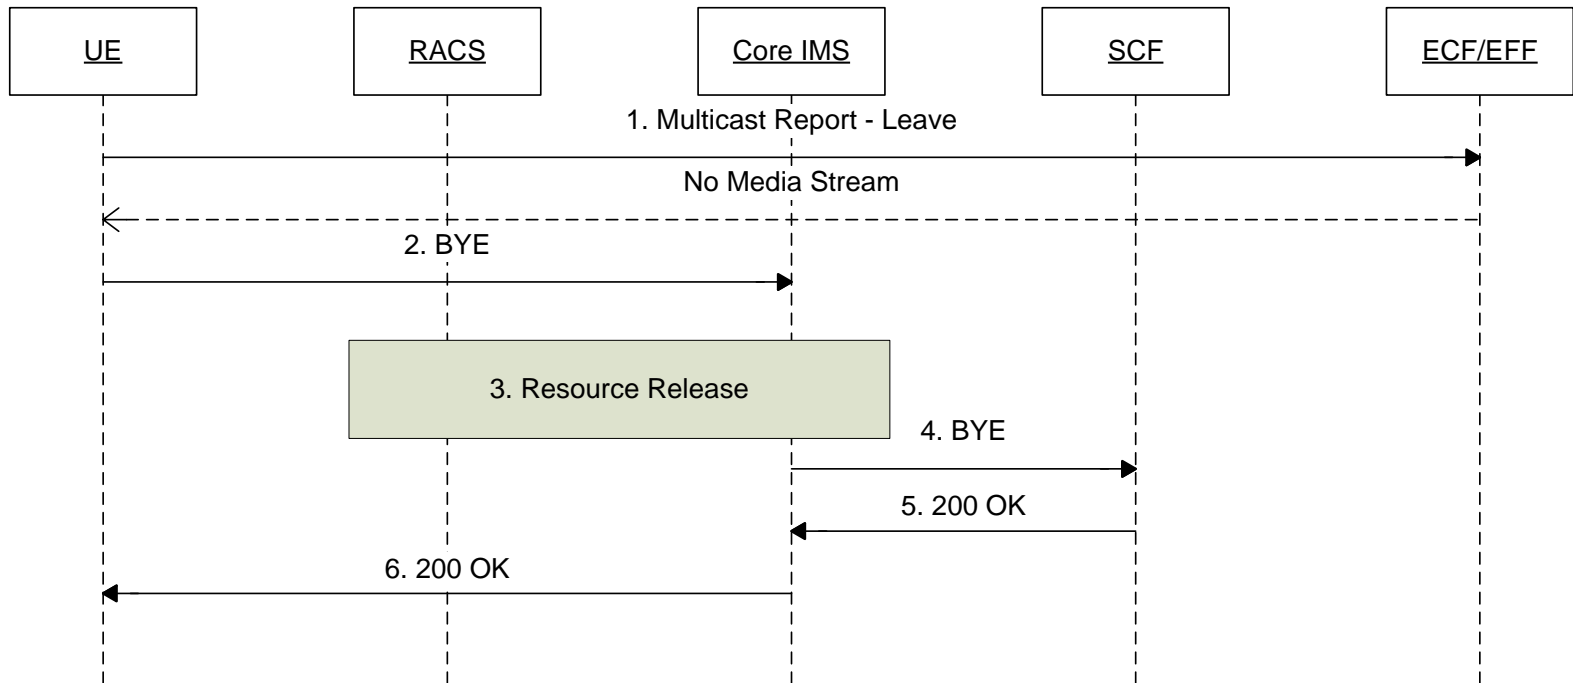 UE
RACS
Core IMS
SCF
ECF/EFF
1. Multicast Report - Leave
No Media Stream
2. BYE
3. Resource Release
4. BYE
5. 200 OK
6. 200 OK